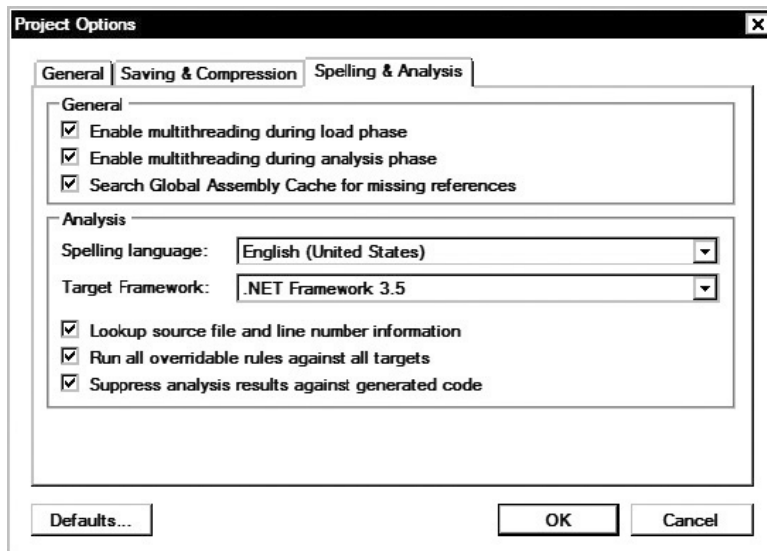 Project Options
General Saving & Compression Spelling & Analysis
General
Enable multithreading during load phase
Enable multithreading during analysis phase
Search Global Assembly Cache for missing references
Analysis
Spelling language: English (United States)
Target Framework: .NET Framework 3.5
Lookup source file and line number information
Run all overridable rules against all targets
Suppress analysis results against generated code
Defaults... OK Cancel